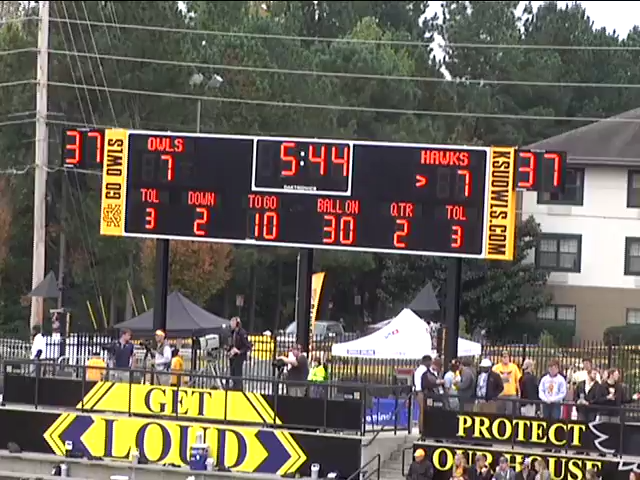 37
GO OWLS
OWLS
7
5:44
HAWKS
> 7
TOL DOWN TO GO BALL ON QTR TOL
3 2 10 30 2 3
DAKTRONICS
KSUOWLS.COM
37
GET
LOUD
PROTECT
OUR HOUSE